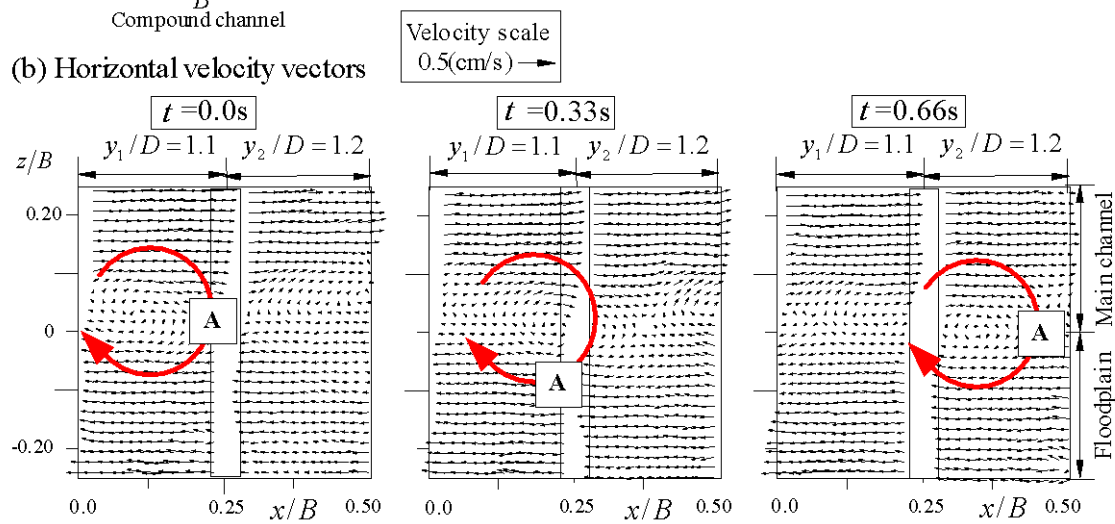 B
Compound channel
Velocity scale
0.5(cm/s)
(b) Horizontal velocity vectors
t=0.0s
t=0.33s
t=0.66s
z/B
y₁/D=1.1
y₂/D=1.2
y₁/D=1.1
y₂/D=1.2
y₁/D=1.1
y₂/D=1.2
0.20
0
-0.20
A
A
A
Main channel
Floodplain
0.0
0.25
0.50
0.0
0.25
0.50
0.0
0.25
0.50
x/B
x/B
x/B